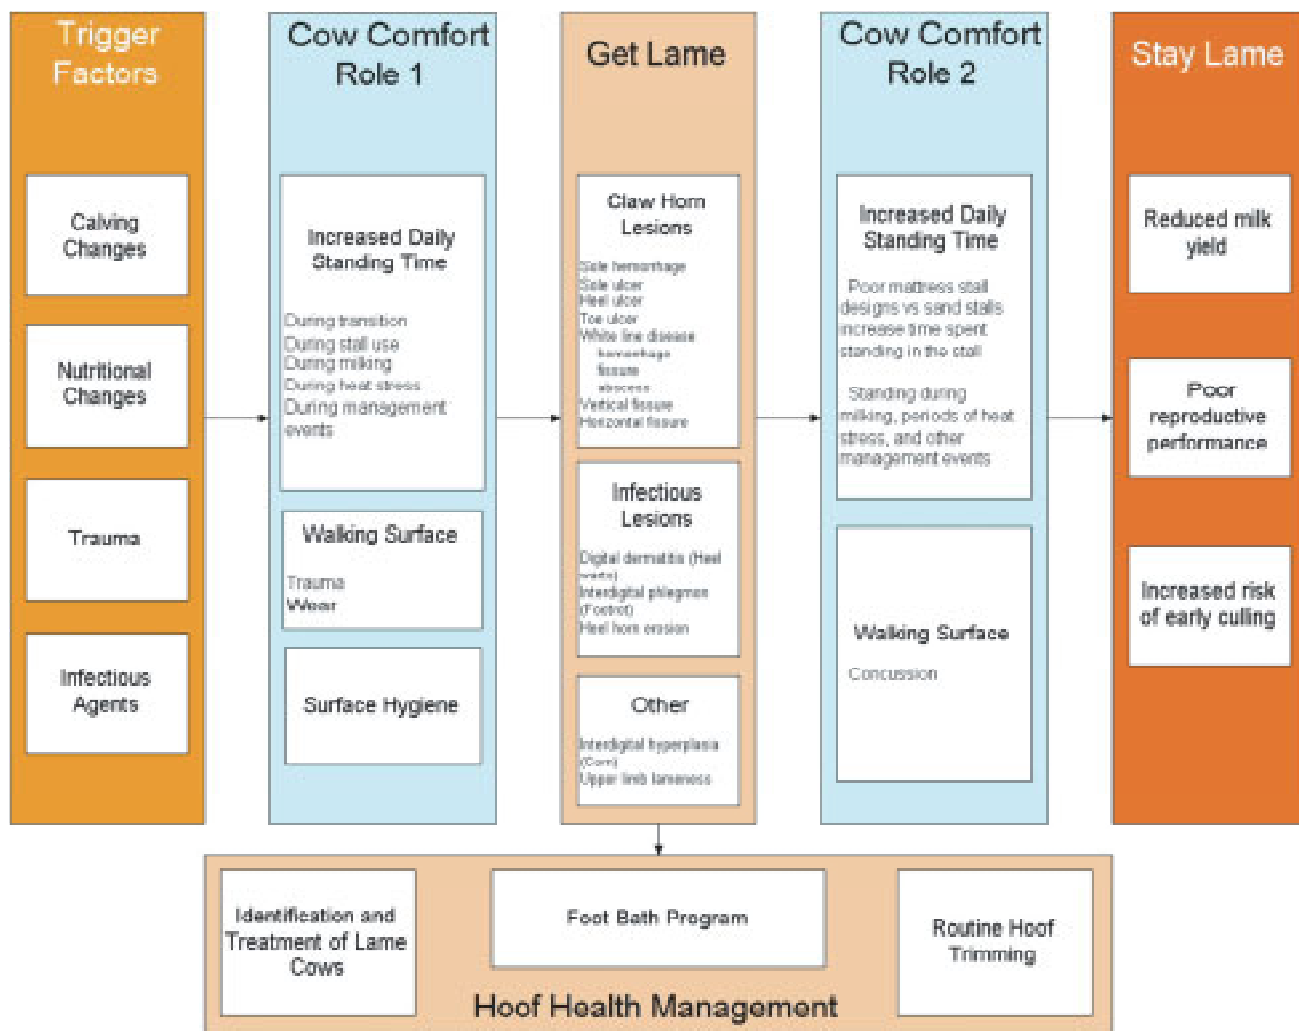 Trigger
Factors
Calving
Changes
Nutritional
Changes
Trauma
Infectious
Agents
Cow Comfort
Role 1
Increased Daily
Standing Time
During transition
During stall use
During milking
During heat stress
During management
events
Walking Surface
Trauma
Wear
Surface Hygiene
Get Lame
Claw Horn
Lesions
Sole hemorrhage
Sole ulcer
Heel ulcer
Toe ulcer
White line disease
hemorrhage
fissure
abscess
Vertical fissure
Horizontal fissure
Infectious
Lesions
Digital dermatitis (Heel
warts)
Interdigital phlegmon
(Footrot)
Heel horn erosion
Other
Interdigital hyperplasia
(Corn)
Upper limb lameness
Cow Comfort
Role 2
Increased Daily
Standing Time
Poor mattress stall
designs vs sand stalls
increase time spent
standing in the stall
Standing during
milking, periods of heat
stress, and other
management events
Walking Surface
Concussion
Stay Lame
Reduced milk
yield
Poor
reproductive
performance
Increased risk
of early culling
Identification and
Treatment of Lame
Cows
Foot Bath Program
Routine Hoof
Trimming
Hoof Health Management